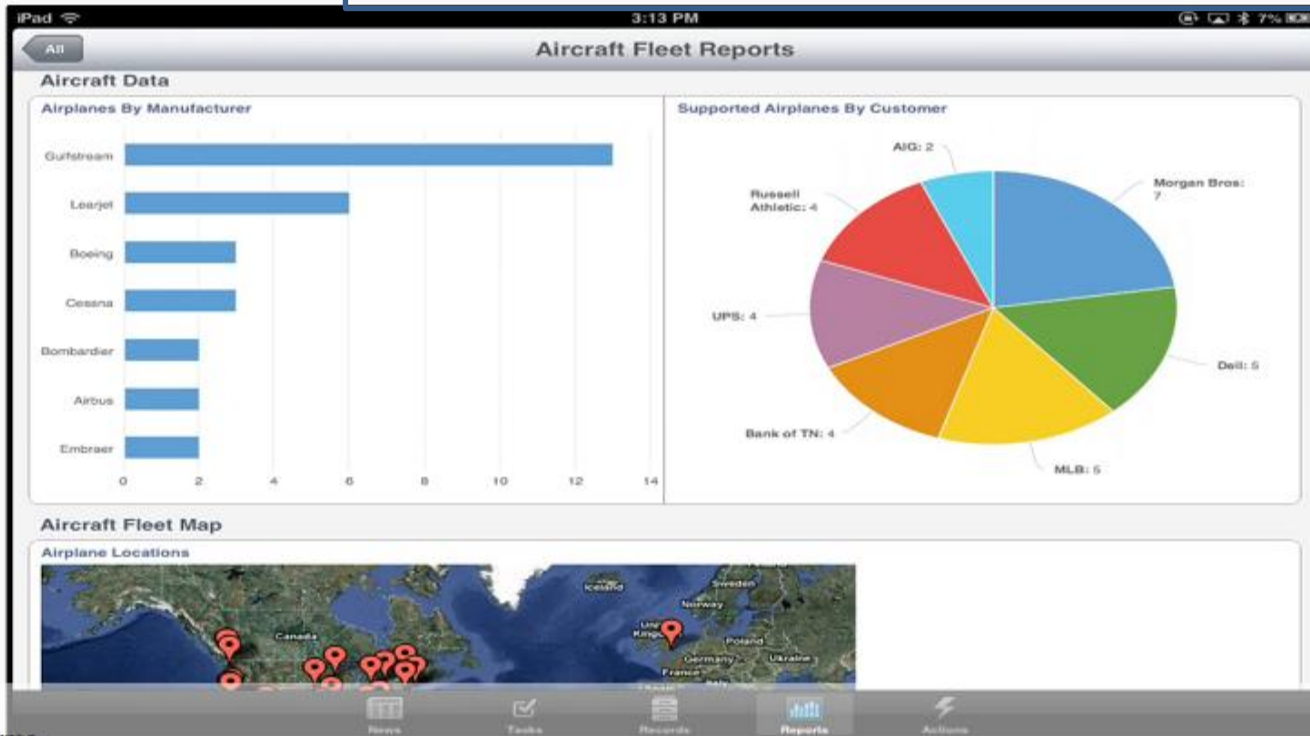 iPad
3:13 PM
7%
All
Aircraft Fleet Reports
Aircraft Data
Airplanes By Manufacturer
Gulfstream
Learjet
Boeing
Cessna
Bombardier
Airbus
Embraer
0 2 4 6 8 10 12 14
Supported Airplanes By Customer
AIG: 2
Morgan Bros:
7
Russell
Athletic: 4
UPS: 4
Dell: 5
Bank of TN: 4
MLB: 5
Aircraft Fleet Map
Airplane Locations
Iceland
Sweden
Norway
Canada
Poland
Germany
Ukraine
France
News Tasks Records Reports Actions